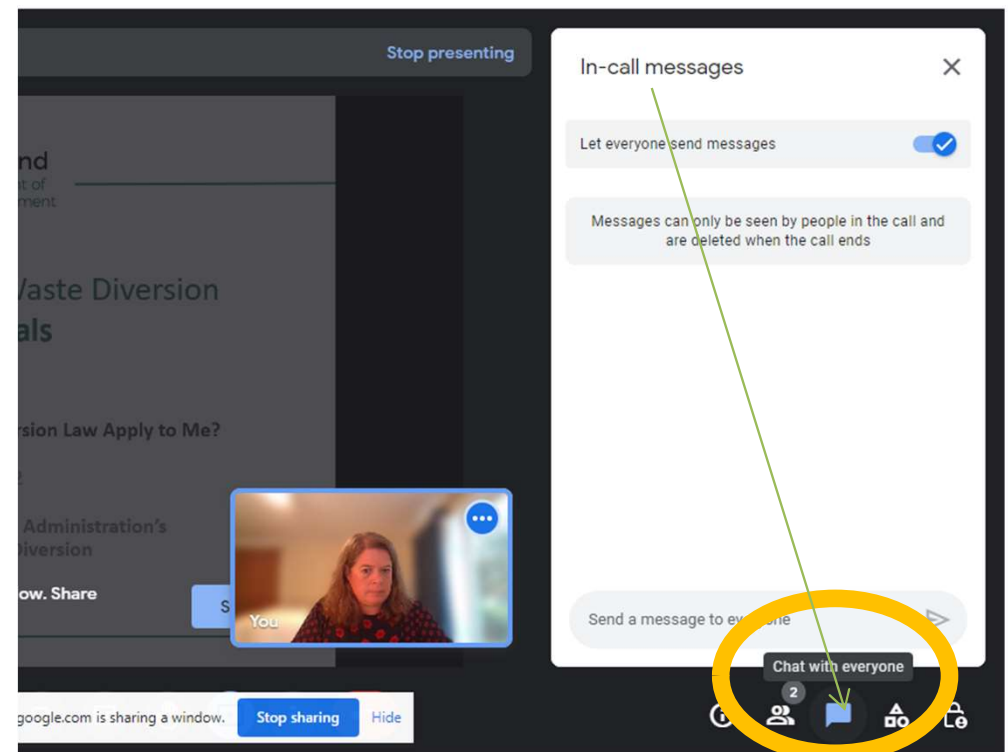 Stop presenting
nd
nt of
ment
Waste Diversion
als
rsion Law Apply to Me?
Administration's
Diversion
ow. Share
S
You
google.com is sharing a window.
Stop sharing
Hide
In-call messages
Let everyone send messages
Messages can only be seen by people in the call and
are deleted when the call ends
Send a message to everyone
Chat with everyone
2